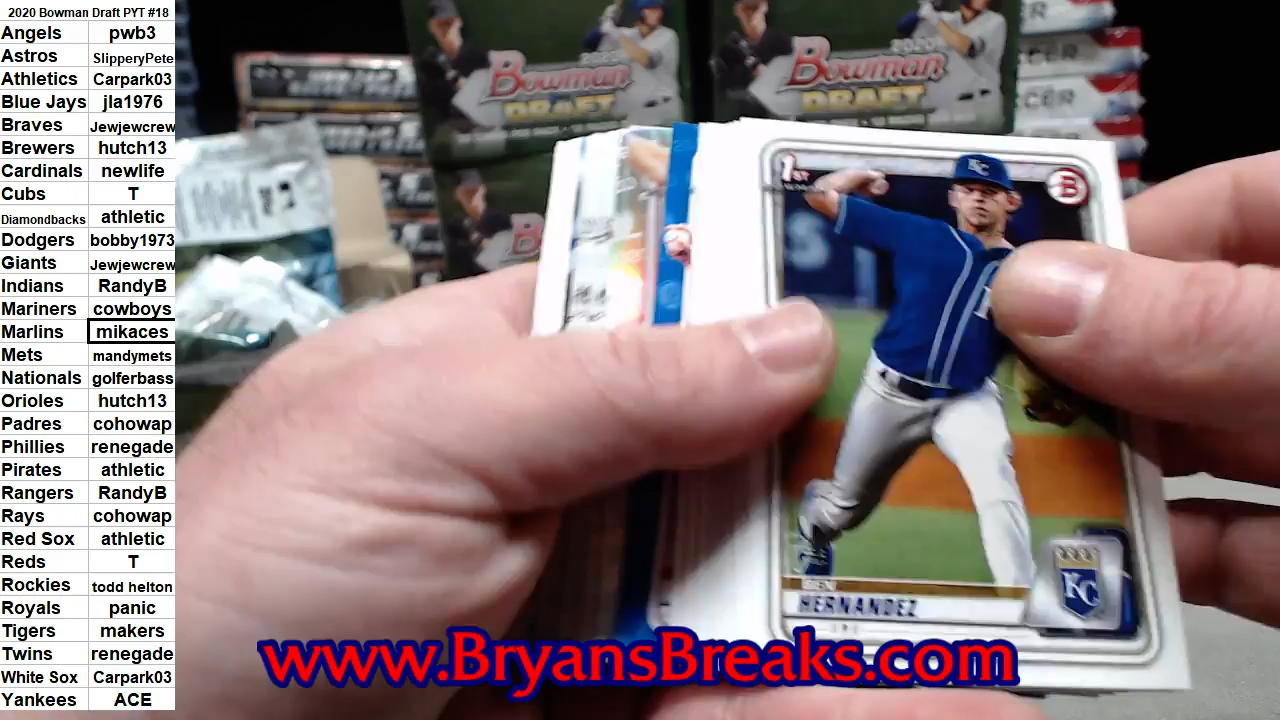 2020 Bowman Draft PYT #18
Angels pwb3
Astros SlipperyPete
Athletics Carpark03
Blue Jays jla1976
Braves Jewjewcrew
Brewers hutch13
Cardinals newlife
Cubs T
Diamondbacks athletic
Dodgers bobby1973
Giants Jewjewcrew
Indians RandyB
Mariners cowboys
Marlins mikaces
Mets mandymets
Nationals golferbass
Orioles hutch13
Padres cohowap
Phillies renegade
Pirates athletic
Rangers RandyB
Rays cohowap
Red Sox athletic
Reds T
Rockies todd helton
Royals panic
Tigers makers
Twins renegade
White Sox Carpark03
Yankees ACE
Bowman
DRAFT
2020
Bowman
DRAFT
1ST
B
KC
HERNANDEZ
KC
www.BryansBreaks.com